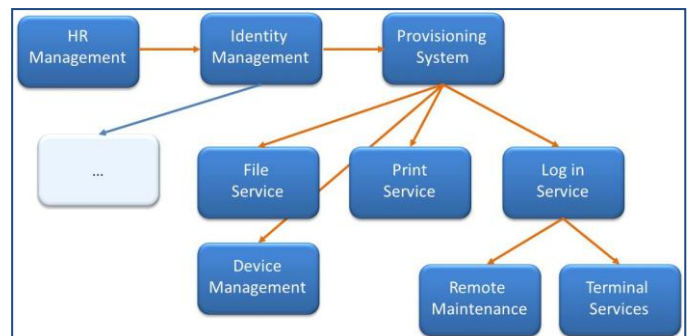 HR
Management
Identity
Management
Provisioning
System
...
File
Service
Print
Service
Log in
Service
Device
Management
Remote
Maintenance
Terminal
Services